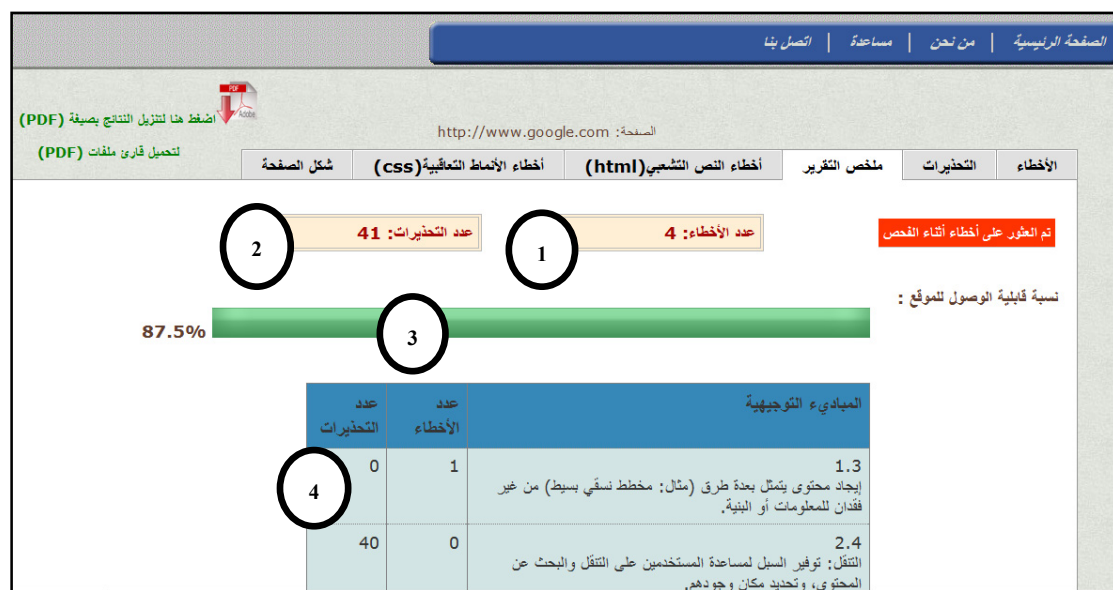 الصفحة الرئيسية | من نحن | مساعدة | اتصل بنا
اضغط هنا لتنزيل النتائج بصيغة (PDF)
لتحميل قارئ ملفات (PDF)
PDF
Adobe
الصفحة: http://www.google.com
الأخطاء
التحذيرات
ملخص التقرير
أخطاء النص التشعبي(html)
أخطاء الأنماط التعاقبية(css)
شكل الصفحة
تم العثور على أخطاء أثناء الفحص
عدد الأخطاء: 4
1
عدد التحذيرات: 41
2
نسبة قابلية الوصول للموقع :
3
87.5%
المباديء التوجيهية
عدد الأخطاء
عدد التحذيرات
1.3
إيجاد محتوى يتمثل بعدة طرق (مثال: مخطط نسقي بسيط) من غير
فقدان للمعلومات أو البنية.
1
0
4
2.4
التنقل: توفير السبل لمساعدة المستخدمين على التنقل والبحث عن
المحتوى، وتحديد مكان وجودهم.
0
40